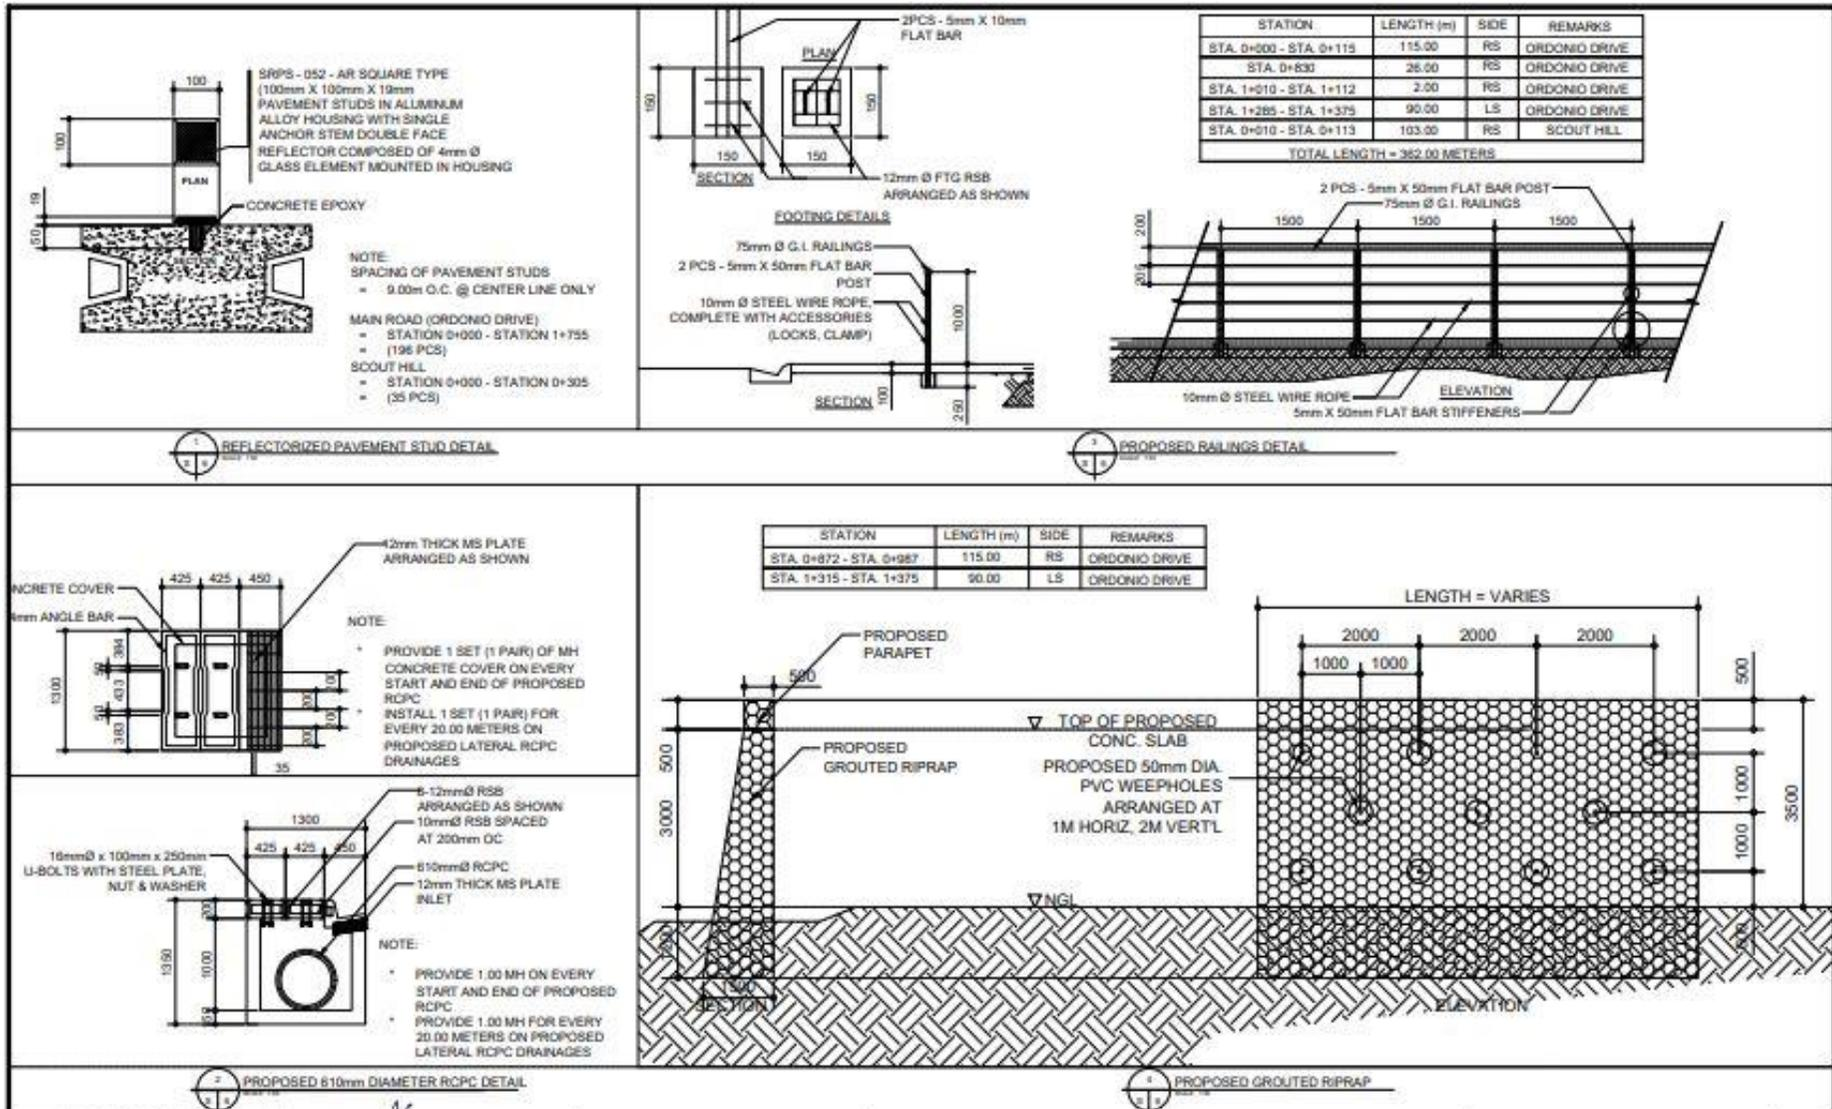 100
100
19
50
SRPS - 052 - AR SQUARE TYPE
(100mm X 100mm X 19mm
PAVEMENT STUDS IN ALUMINUM
ALLOY HOUSING WITH SINGLE
ANCHOR STEM DOUBLE FACE
REFLECTOR COMPOSED OF 4mm Ø
GLASS ELEMENT MOUNTED IN HOUSING
PLAN
CONCRETE EPOXY
SECTION
NOTE:
SPACING OF PAVEMENT STUDS
= 9.00m O.C. @ CENTER LINE ONLY
MAIN ROAD (ORDONIO DRIVE)
= STATION 0+000 - STATION 1+755
= (196 PCS)
SCOUT HILL
= STATION 0+000 - STATION 0+305
= (35 PCS)
1
REFLECTORIZED PAVEMENT STUD DETAIL
2PCS - 5mm X 10mm
FLAT BAR
PLAN
150
150
150
150
SECTION
12mm Ø FTG RSB
ARRANGED AS SHOWN
FOOTING DETAILS
75mm Ø G.I. RAILINGS
2 PCS - 5mm X 50mm FLAT BAR
POST
10mm Ø STEEL WIRE ROPE,
COMPLETE WITH ACCESSORIES
(LOCKS, CLAMP)
1000
100
250
SECTION
STATION LENGTH (m) SIDE REMARKS
STA. 0+000 - STA. 0+115 115.00 RS ORDONIO DRIVE
STA. 0+830 26.00 RS ORDONIO DRIVE
STA. 1+010 - STA. 1+112 2.00 RS ORDONIO DRIVE
STA. 1+285 - STA. 1+375 90.00 LS ORDONIO DRIVE
STA. 0+010 - STA. 0+113 103.00 RS SCOUT HILL
TOTAL LENGTH = 362.00 METERS
2 PCS - 5mm X 50mm FLAT BAR POST
75mm Ø G.I. RAILINGS
1500 1500 1500
200
205
10mm Ø STEEL WIRE ROPE
ELEVATION
5mm X 50mm FLAT BAR STIFFENERS
3
PROPOSED RAILINGS DETAIL
12mm THICK MS PLATE
ARRANGED AS SHOWN
425 425 450
NCRETE COVER
4mm ANGLE BAR
1300
384
50
433
50
383
200
200
200
200
35
NOTE:
* PROVIDE 1 SET (1 PAIR) OF MH
CONCRETE COVER ON EVERY
START AND END OF PROPOSED
RCPC
* INSTALL 1 SET (1 PAIR) FOR
EVERY 20.00 METERS ON
PROPOSED LATERAL RCPC
DRAINAGES
6-12mmØ RSB
ARRANGED AS SHOWN
10mmØ RSB SPACED
AT 200mm OC
1300
425 425 450
16mmØ x 100mm x 250mm
U-BOLTS WITH STEEL PLATE,
NUT & WASHER
610mmØ RCPC
12mm THICK MS PLATE
INLET
200
1350
1000
NOTE:
* PROVIDE 1.00 MH ON EVERY
START AND END OF PROPOSED
RCPC
* PROVIDE 1.00 MH FOR EVERY
20.00 METERS ON PROPOSED
LATERAL RCPC DRAINAGES
2
PROPOSED 610mm DIAMETER RCPC DETAIL
STATION LENGTH (m) SIDE REMARKS
STA. 0+872 - STA. 0+987 115.00 RS ORDONIO DRIVE
STA. 1+315 - STA. 1+375 90.00 LS ORDONIO DRIVE
PROPOSED
PARAPET
500
PROPOSED
GROUTED RIPRAP
500
3000
SECTION
TOP OF PROPOSED
CONC. SLAB
PROPOSED 50mm DIA.
PVC WEEPHOLES
ARRANGED AT
1M HORIZ, 2M VERT'L
NGL
LENGTH = VARIES
2000 2000 2000
1000 1000
500
1000
1000
3500
ELEVATION
PROPOSED GROUTED RIPRAP